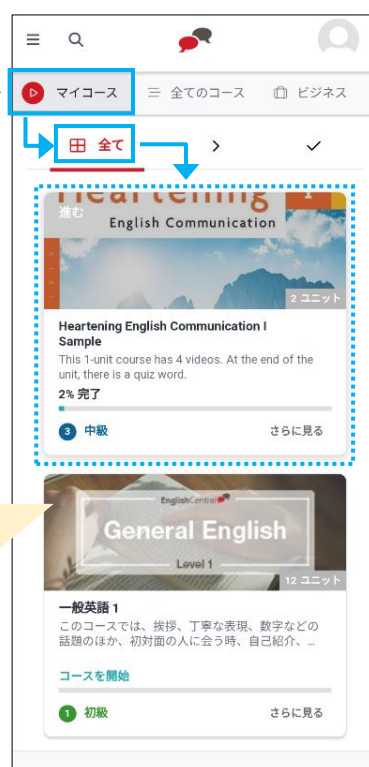 マイコース 全てのコース ビジネス
全て
Heartening
進む
English Communication
2 ユニット
Heartening English Communication I
Sample
This 1-unit course has 4 videos. At the end of the
unit, there is a quiz word.
2% 完了
3 中級 さらに見る
EnglishCentral
General English
Level 1
12 ユニット
一般英語 1
このコースでは、挨拶、丁寧な表現、数字などの
話題のほか、初対面の人に会う時、自己紹介、...
コースを開始
1 初級 さらに見る